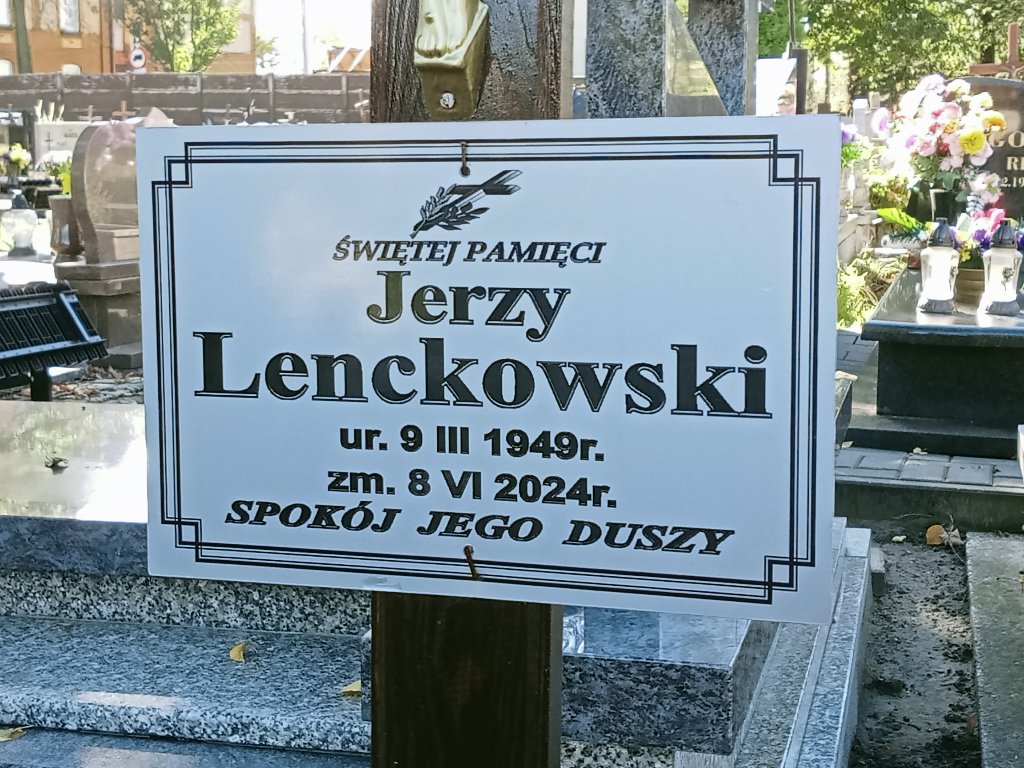 ŚWIĘTEJ PAMIĘCI
Jerzy
Lenckowski
ur. 9 III 1949r.
zm. 8 VI 2024r.
SPOKÓJ JEGO DUSZY